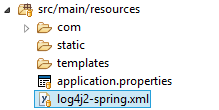 src/main/resources
com
static
templates
application.properties
log4j2-spring.xml